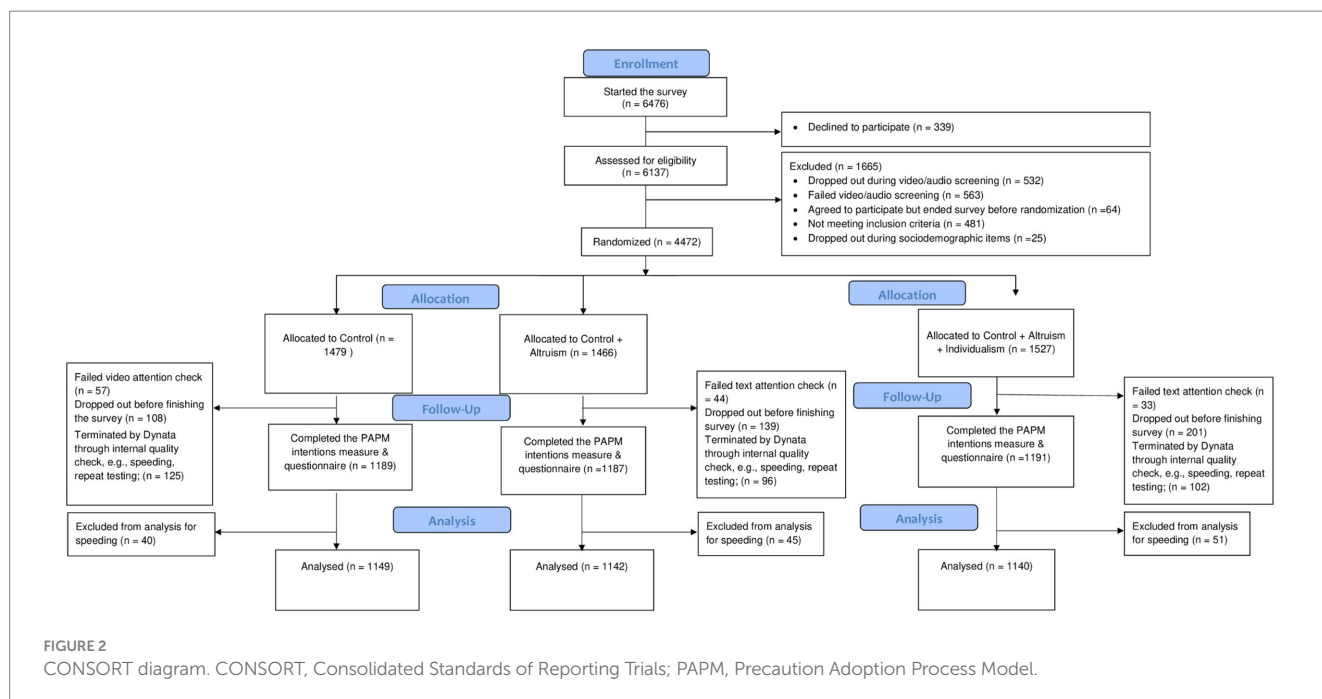 Enrollment
Started the survey
(n = 6476)
• Declined to participate (n = 339)
Assessed for eligibility
(n = 6137)
Excluded (n = 1665)
• Dropped out during video/audio screening (n = 532)
• Failed video/audio screening (n = 563)
• Agreed to participate but ended survey before randomization (n =64)
• Not meeting inclusion criteria (n = 481)
• Dropped out during sociodemographic items (n =25)
Randomized (n = 4472)
Allocation
Allocation
Allocated to Control (n =
1479 )
Allocated to Control +
Altruism (n = 1466)
Allocated to Control + Altruism
+ Individualism (n = 1527)
Failed video attention check
(n = 57)
Dropped out before finishing
the survey (n = 108)
Terminated by Dynata
through internal quality
check, e.g., speeding,
repeat testing; (n = 125)
Follow-Up
Failed text attention check (n
= 44)
Dropped out before finishing
survey (n = 139)
Terminated by Dynata
through internal quality
check, e.g., speeding,
repeat testing; (n = 96)
Follow-Up
Failed text attention check (n
= 33)
Dropped out before finishing
survey (n = 201)
Terminated by Dynata
through internal quality
check, e.g., speeding,
repeat testing; (n = 102)
Completed the PAPM
intentions measure &
questionnaire (n = 1189)
Completed the PAPM
intentions measure &
questionnaire (n =1187)
Completed the PAPM
intentions measure &
questionnaire (n =1191)
Analysis
Analysis
Excluded from analysis for
speeding (n = 40)
Excluded from analysis
for speeding (n = 45)
Excluded from analysis
for speeding (n = 51)
Analysed (n = 1149)
Analysed (n = 1142)
Analysed (n = 1140)
FIGURE 2
CONSORT diagram. CONSORT, Consolidated Standards of Reporting Trials; PAPM, Precaution Adoption Process Model.